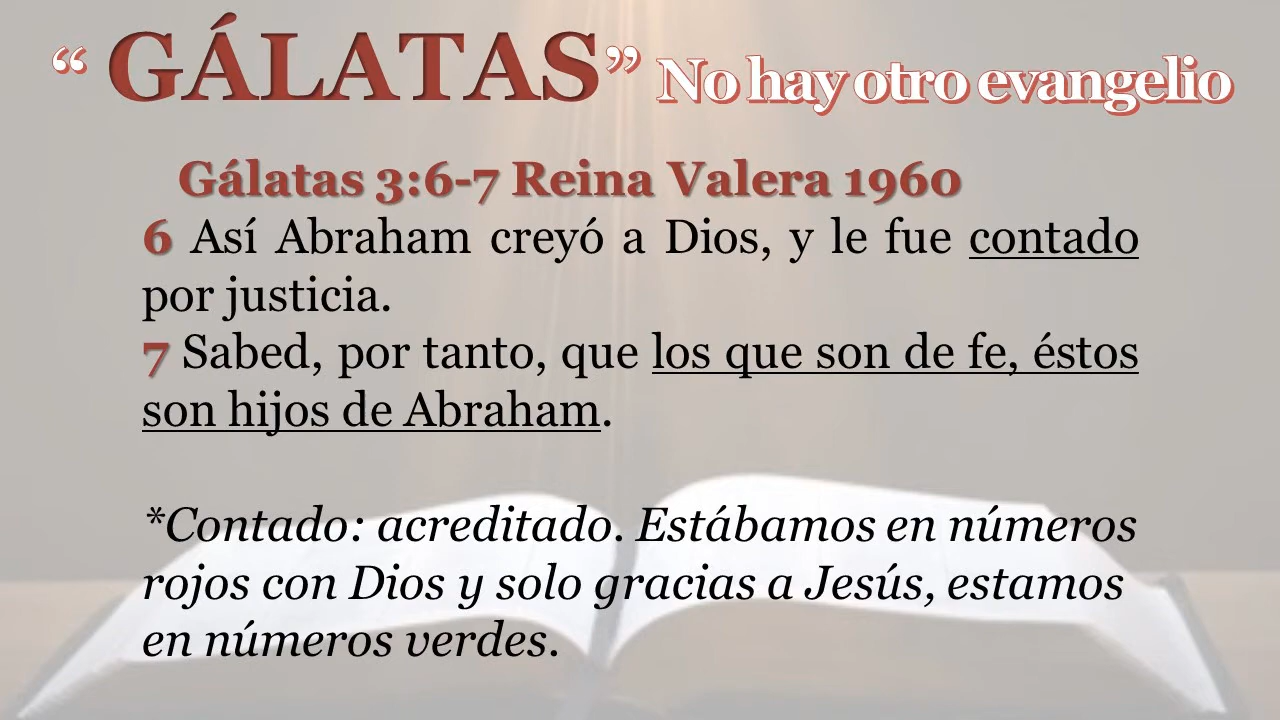 “ GÁLATAS” No hay otro evangelio
Gálatas 3:6-7 Reina Valera 1960
6 Así Abraham creyó a Dios, y le fue contado
por justicia.
7 Sabed, por tanto, que los que son de fe, éstos
son hijos de Abraham.
*Contado: acreditado. Estábamos en números
rojos con Dios y solo gracias a Jesús, estamos
en números verdes.